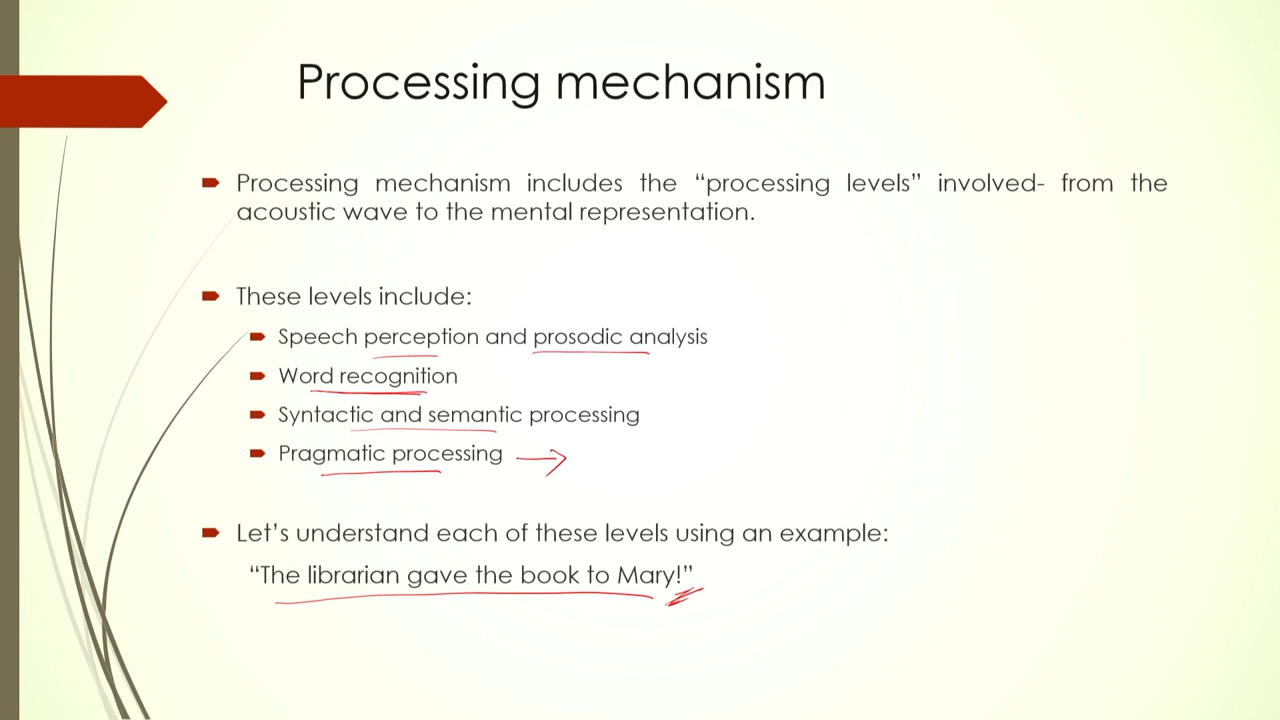 Processing mechanism
Processing mechanism includes the “processing levels” involved- from the
acoustic wave to the mental representation.
These levels include:
Speech perception and prosodic analysis
Word recognition
Syntactic and semantic processing
Pragmatic processing
Let’s understand each of these levels using an example:
“The librarian gave the book to Mary!”